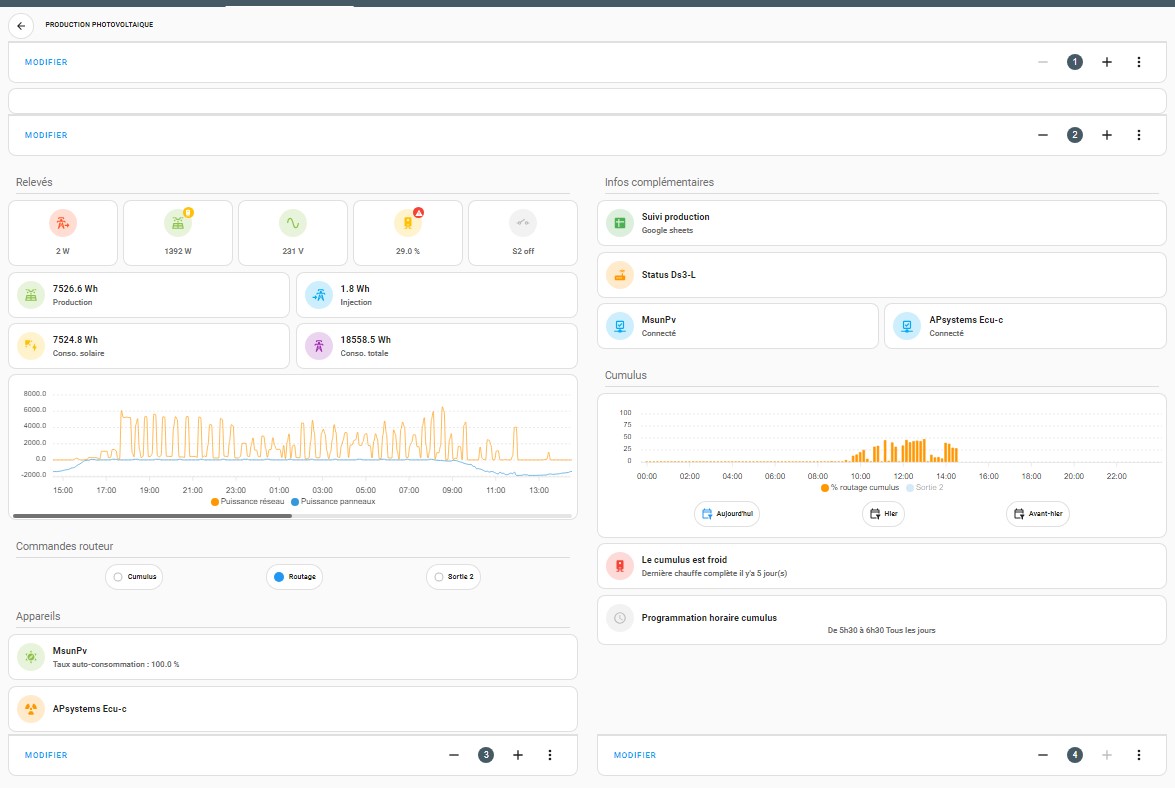 PRODUCTION PHOTOVOLTAIQUE
MODIFIER
1
MODIFIER
2
Relevés
2 W
1392 W
231 V
29.0 %
S2 off
7526.6 Wh
Production
1.8 Wh
Injection
7524.8 Wh
Conso. solaire
18558.5 Wh
Conso. totale
8000.0
6000.0
4000.0
2000.0
0.0
-2000.0
15:00 17:00 19:00 21:00 23:00 01:00 03:00 05:00 07:00 09:00 11:00 13:00
Puissance réseau Puissance panneaux
Commandes routeur
Cumulus
Routage
Sortie 2
Appareils
MsunPv
Taux auto-consommation : 100.0 %
APsystems Ecu-c
MODIFIER
3
Infos complémentaires
Suivi production
Google sheets
Status Ds3-L
MsunPv
Connecté
APsystems Ecu-c
Connecté
Cumulus
100
75
50
25
0
00:00 02:00 04:00 06:00 08:00 10:00 12:00 14:00 16:00 18:00 20:00 22:00
% routage cumulus Sortie 2
Aujourd'hui
Hier
Avant-hier
Le cumulus est froid
Dernière chauffe complète il y'a 5 jour(s)
Programmation horaire cumulus
De 5h30 à 6h30 Tous les jours
MODIFIER
4